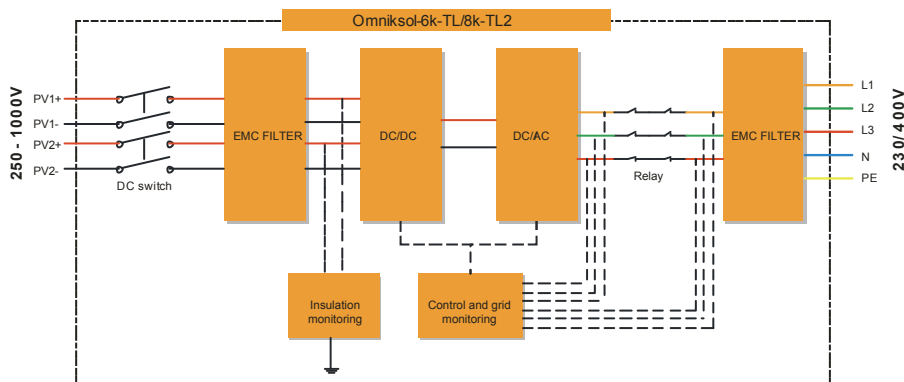 Omniksol-6k-TL/8k-TL2
250 - 1000V
PV1+
PV1-
PV2+
PV2-
DC switch
EMC FILTER
DC/DC
DC/AC
Relay
EMC FILTER
L1
L2
L3
N
PE
230/400V
Insulation
monitoring
Control and grid
monitoring